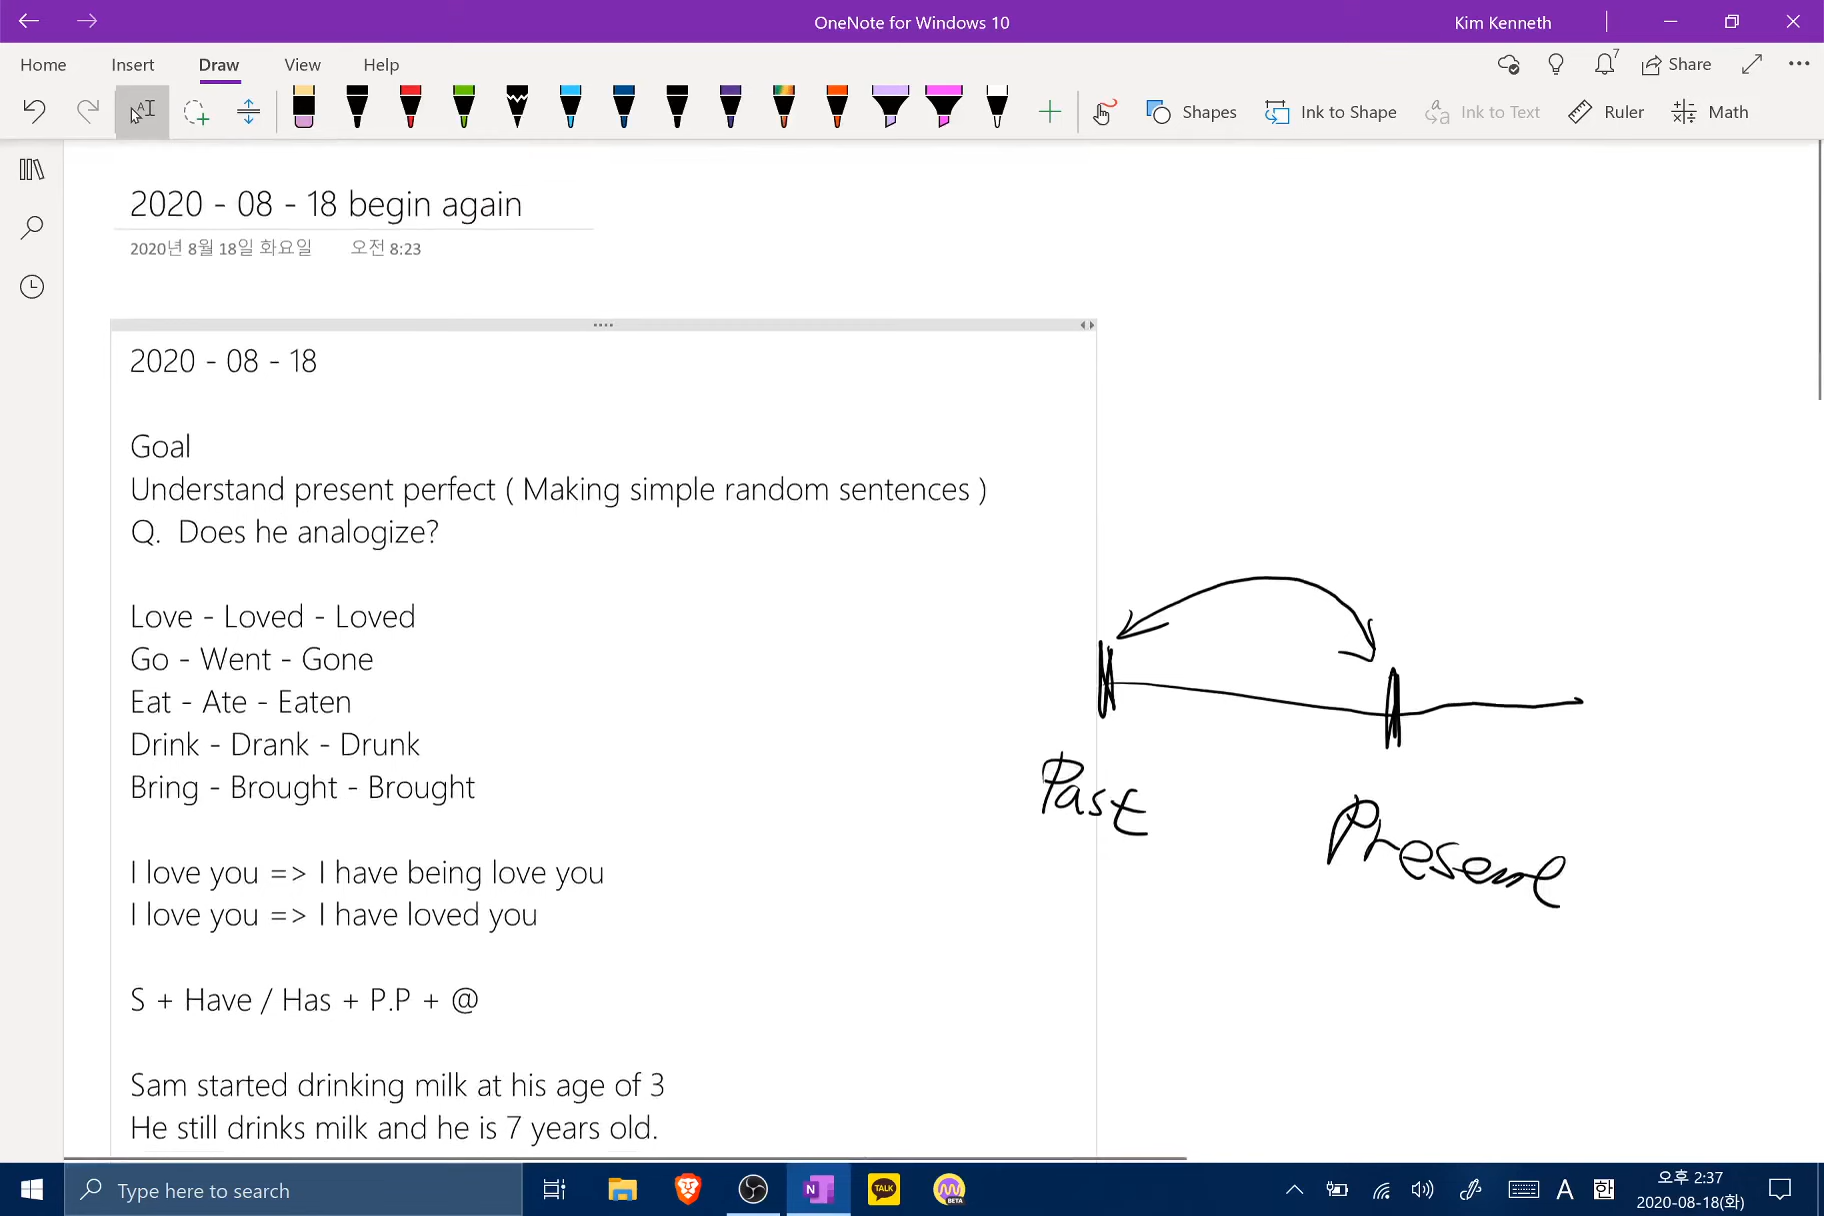 OneNote for Windows 10
Kim Kenneth
Home Insert Draw View Help
7
Share
AI
Shapes
Ink to Shape
Ink to Text
Ruler
Math
2020 - 08 - 18 begin again
2020년 8월 18일 화요일 오전 8:23
2020 - 08 - 18
Goal
Understand present perfect ( Making simple random sentences )
Q. Does he analogize?
Love - Loved - Loved
Go - Went - Gone
Eat - Ate - Eaten
Drink - Drank - Drunk
Bring - Brought - Brought
I love you => I have being love you
I love you => I have loved you
S + Have / Has + P.P + @
Sam started drinking milk at his age of 3
He still drinks milk and he is 7 years old.
Past
Present
Type here to search
N
TALK
BETA
A
한
오후 2:37
2020-08-18(화)